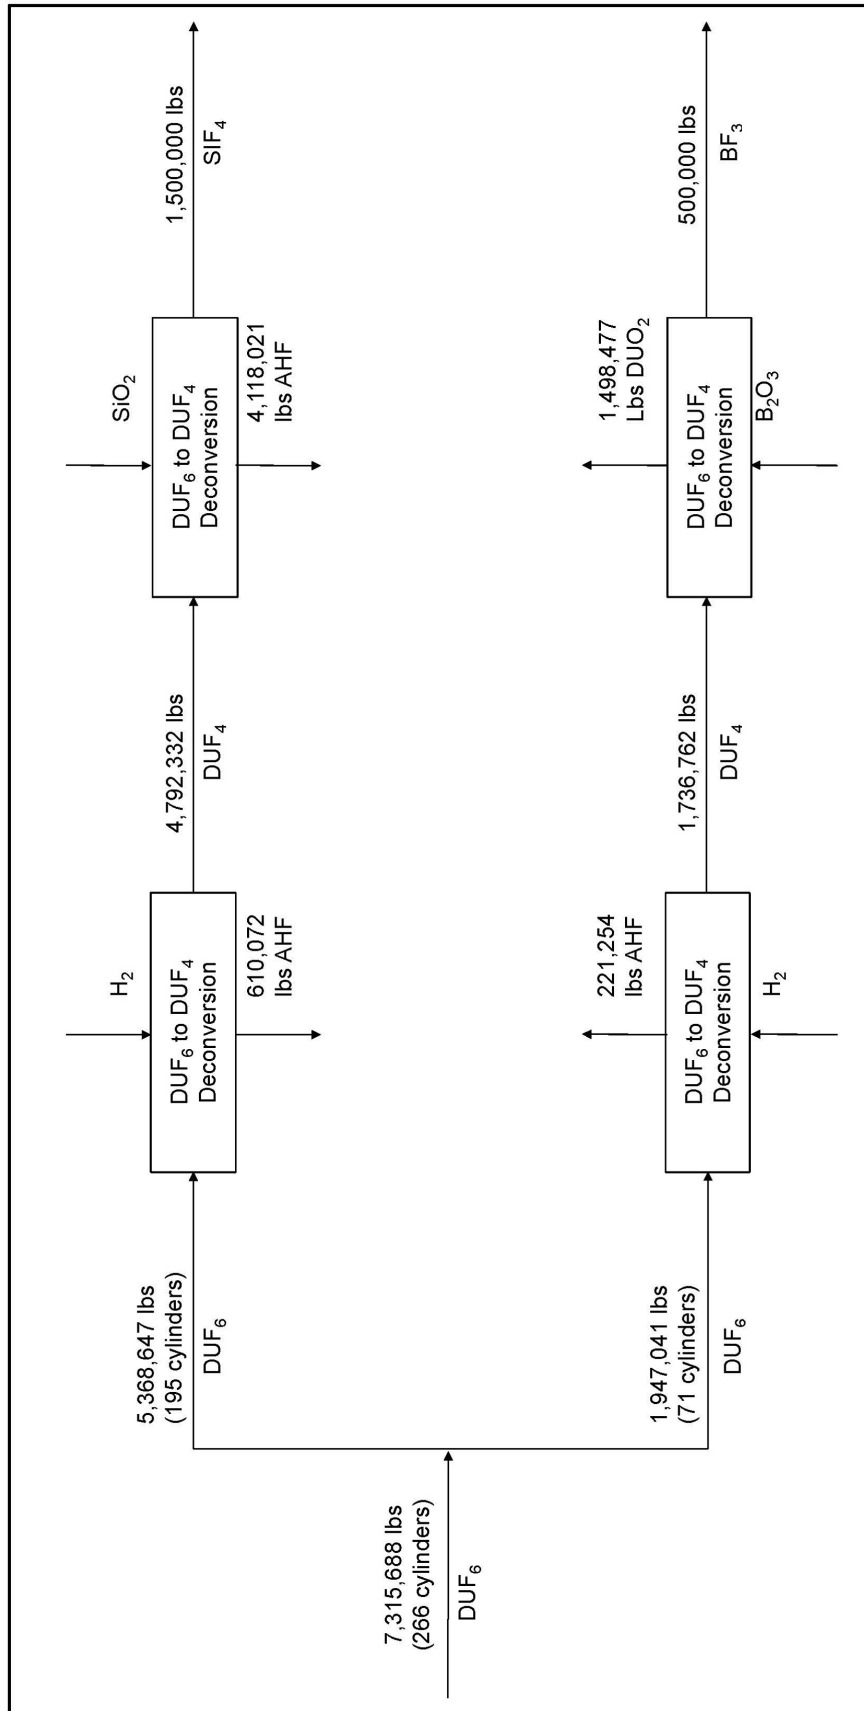 7,315,688 lbs
(266 cylinders)
DUF₆
5,368,647 lbs
(195 cylinders)
DUF₆
H₂
DUF₆ to DUF₄
Deconversion
610,072
lbs AHF
4,792,332 lbs
DUF₄
SiO₂
DUF₆ to DUF₄
Deconversion
4,118,021
lbs AHF
1,500,000 lbs
SIF₄
1,947,041 lbs
(71 cylinders)
DUF₆
221,254
lbs AHF
DUF₆ to DUF₄
Deconversion
H₂
1,736,762 lbs
DUF₄
1,498,477
Lbs DUO₂
DUF₆ to DUF₄
Deconversion
B₂O₃
500,000 lbs
BF₃